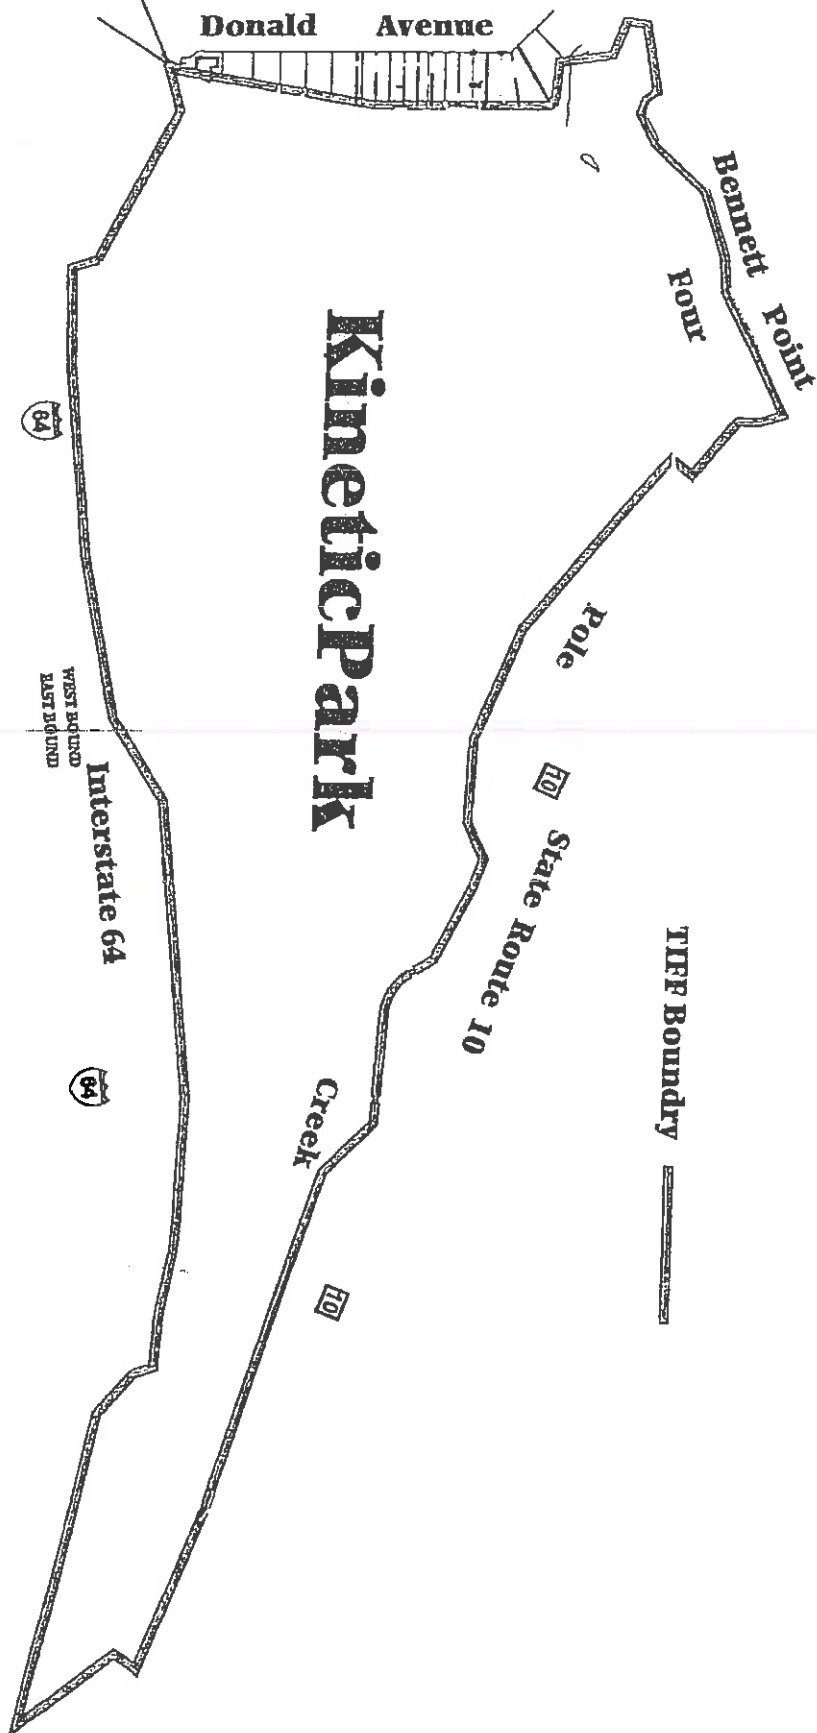 Donald Avenue
Bennett Point
Four
Pole
Creek
KineticPark
10
State Route 10
10
TIFF Boundry
64
WEST BOUND
EAST BOUND
Interstate 64
64